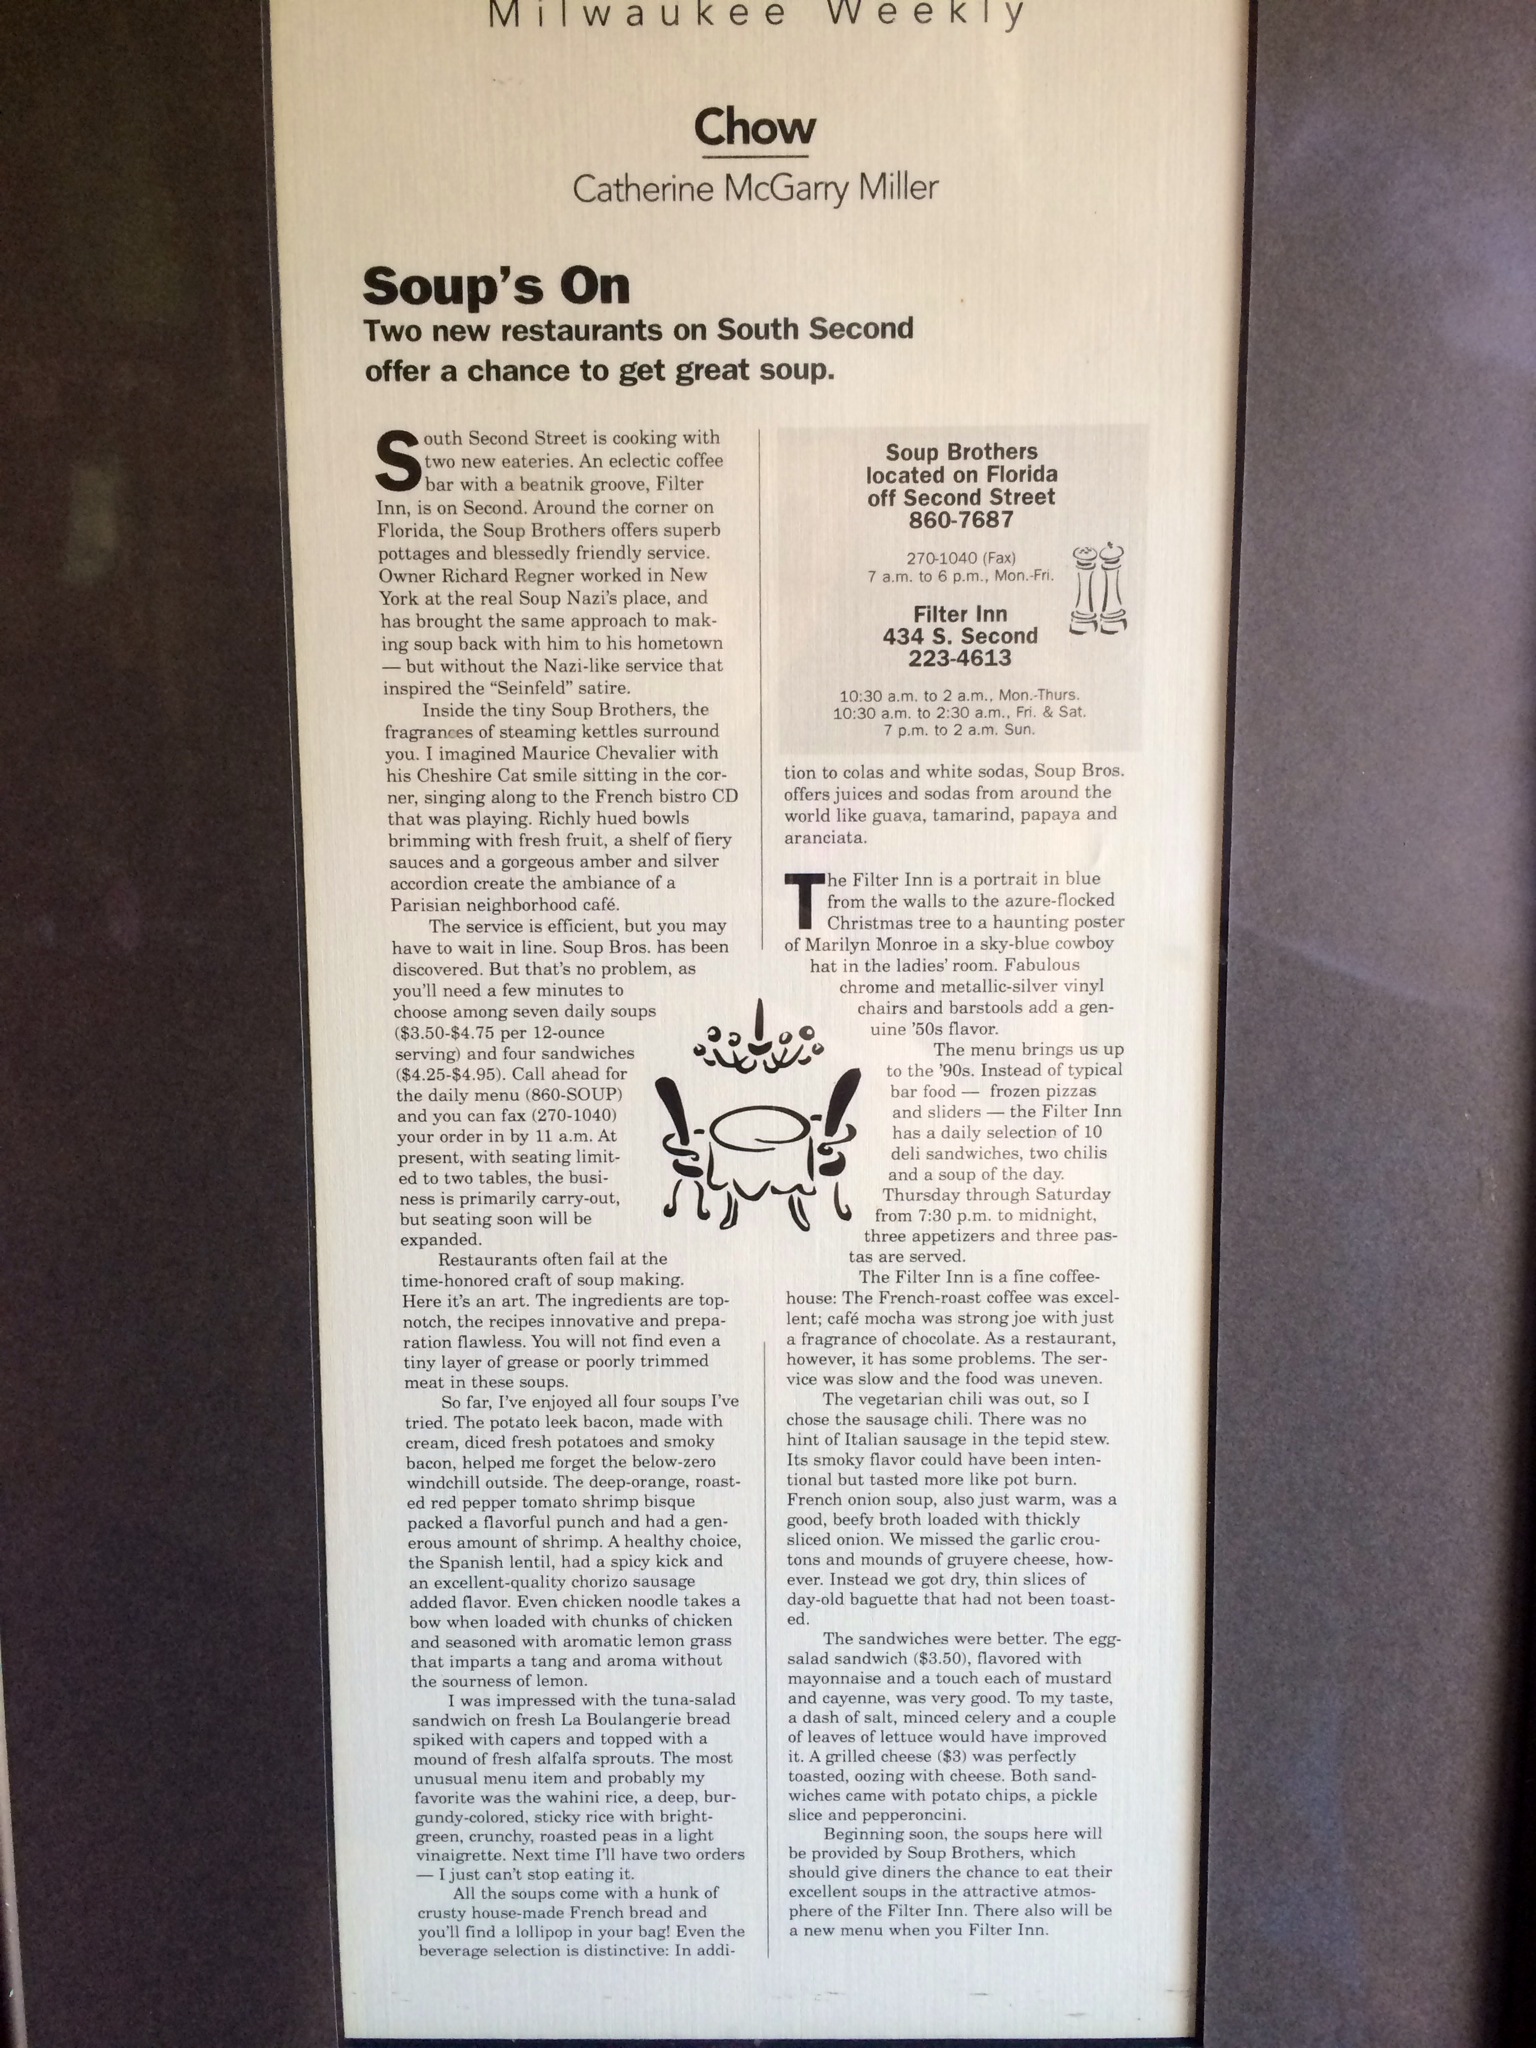 Milwaukee Weekly
Chow
Catherine McGarry Miller
Soup's On
Two new restaurants on South Second
offer a chance to get great soup.
South Second Street is cooking with
two new eateries. An eclectic coffee
bar with a beatnik groove, Filter
Inn, is on Second. Around the corner on
Florida, the Soup Brothers offers superb
pottages and blessedly friendly service.
Owner Richard Regner worked in New
York at the real Soup Nazi's place, and
has brought the same approach to mak-
ing soup back with him to his hometown
— but without the Nazi-like service that
inspired the "Seinfeld" satire.
Inside the tiny Soup Brothers, the
fragrances of steaming kettles surround
you. I imagined Maurice Chevalier with
his Cheshire Cat smile sitting in the cor-
ner, singing along to the French bistro CD
that was playing. Richly hued bowls
brimming with fresh fruit, a shelf of fiery
sauces and a gorgeous amber and silver
accordion create the ambiance of a
Parisian neighborhood café.
The service is efficient, but you may
have to wait in line. Soup Bros. has been
discovered. But that's no problem, as
you'll need a few minutes to
choose among seven daily soups
($3.50-$4.75 per 12-ounce
serving) and four sandwiches
($4.25-$4.95). Call ahead for
the daily menu (860-SOUP)
and you can fax (270-1040)
your order in by 11 a.m. At
present, with seating limit-
ed to two tables, the busi-
ness is primarily carry-out,
but seating soon will be
expanded.
Restaurants often fail at the
time-honored craft of soup making.
Here it's an art. The ingredients are top-
notch, the recipes innovative and prepa-
ration flawless. You will not find even a
tiny layer of grease or poorly trimmed
meat in these soups.
So far, I've enjoyed all four soups I've
tried. The potato leek bacon, made with
cream, diced fresh potatoes and smoky
bacon, helped me forget the below-zero
windchill outside. The deep-orange, roast-
ed red pepper tomato shrimp bisque
packed a flavorful punch and had a gen-
erous amount of shrimp. A healthy choice,
the Spanish lentil, had a spicy kick and
an excellent-quality chorizo sausage
added flavor. Even chicken noodle takes a
bow when loaded with chunks of chicken
and seasoned with aromatic lemon grass
that imparts a tang and aroma without
the sourness of lemon.
I was impressed with the tuna-salad
sandwich on fresh La Boulangerie bread
spiked with capers and topped with a
mound of fresh alfalfa sprouts. The most
unusual menu item and probably my
favorite was the wahini rice, a deep, bur-
gundy-colored, sticky rice with bright-
green, crunchy, roasted peas in a light
vinaigrette. Next time I'll have two orders
— I just can't stop eating it.
All the soups come with a hunk of
crusty house-made French bread and
you'll find a lollipop in your bag! Even the
beverage selection is distinctive: In addi-
Soup Brothers
located on Florida
off Second Street
860-7687
270-1040 (Fax)
7 a.m. to 6 p.m., Mon.-Fri.
Filter Inn
434 S. Second
223-4613
10:30 a.m. to 2 a.m., Mon.-Thurs.
10:30 a.m. to 2:30 a.m., Fri. & Sat.
7 p.m. to 2 a.m. Sun.
tion to colas and white sodas, Soup Bros.
offers juices and sodas from around the
world like guava, tamarind, papaya and
aranciata.
The Filter Inn is a portrait in blue
from the walls to the azure-flocked
Christmas tree to a haunting poster
of Marilyn Monroe in a sky-blue cowboy
hat in the ladies' room. Fabulous
chrome and metallic-silver vinyl
chairs and barstools add a gen-
uine '50s flavor.
The menu brings us up
to the '90s. Instead of typical
bar food — frozen pizzas
and sliders — the Filter Inn
has a daily selection of 10
deli sandwiches, two chilis
and a soup of the day.
Thursday through Saturday
from 7:30 p.m. to midnight,
three appetizers and three pas-
tas are served.
The Filter Inn is a fine coffee-
house: The French-roast coffee was excel-
lent; café mocha was strong joe with just
a fragrance of chocolate. As a restaurant,
however, it has some problems. The ser-
vice was slow and the food was uneven.
The vegetarian chili was out, so I
chose the sausage chili. There was no
hint of Italian sausage in the tepid stew.
Its smoky flavor could have been inten-
tional but tasted more like pot burn.
French onion soup, also just warm, was a
good, beefy broth loaded with thickly
sliced onion. We missed the garlic crou-
tons and mounds of gruyere cheese, how-
ever. Instead we got dry, thin slices of
day-old baguette that had not been toast-
ed.
The sandwiches were better. The egg-
salad sandwich ($3.50), flavored with
mayonnaise and a touch each of mustard
and cayenne, was very good. To my taste,
a dash of salt, minced celery and a couple
of leaves of lettuce would have improved
it. A grilled cheese ($3) was perfectly
toasted, oozing with cheese. Both sand-
wiches came with potato chips, a pickle
slice and pepperoncini.
Beginning soon, the soups here will
be provided by Soup Brothers, which
should give diners the chance to eat their
excellent soups in the attractive atmos-
phere of the Filter Inn. There also will be
a new menu when you Filter Inn.